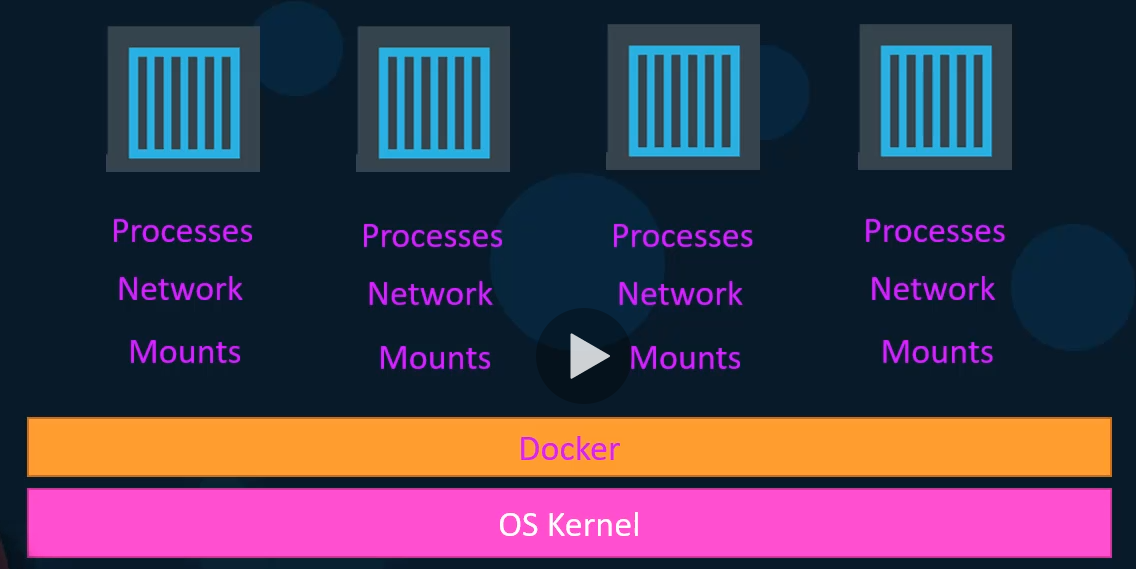 Processes Processes Processes Processes
Network Network Network Network
Mounts Mounts Mounts Mounts
Docker
OS Kernel